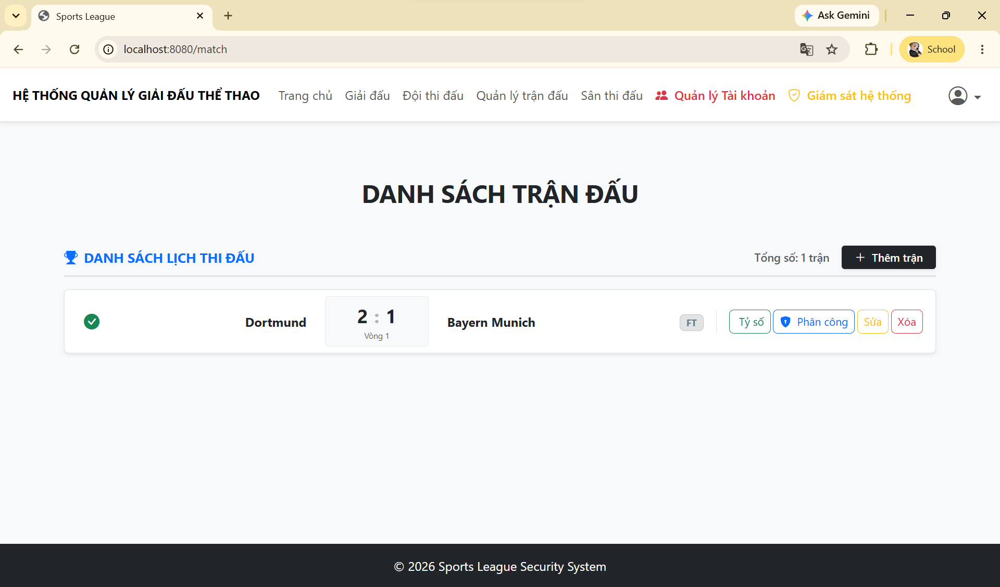 Sports League
Ask Gemini
localhost:8080/match
School
HỆ THỐNG QUẢN LÝ GIẢI ĐẤU THỂ THAO
Trang chủ
Giải đấu
Đội thi đấu
Quản lý trận đấu
Sân thi đấu
Quản lý Tài khoản
Giám sát hệ thống
DANH SÁCH TRẬN ĐẤU
DANH SÁCH LỊCH THI ĐẤU
Tổng số: 1 trận
Thêm trận
Dortmund
2 : 1
Vòng 1
Bayern Munich
FT
Tỷ số
Phân công
Sửa
Xóa
© 2026 Sports League Security System